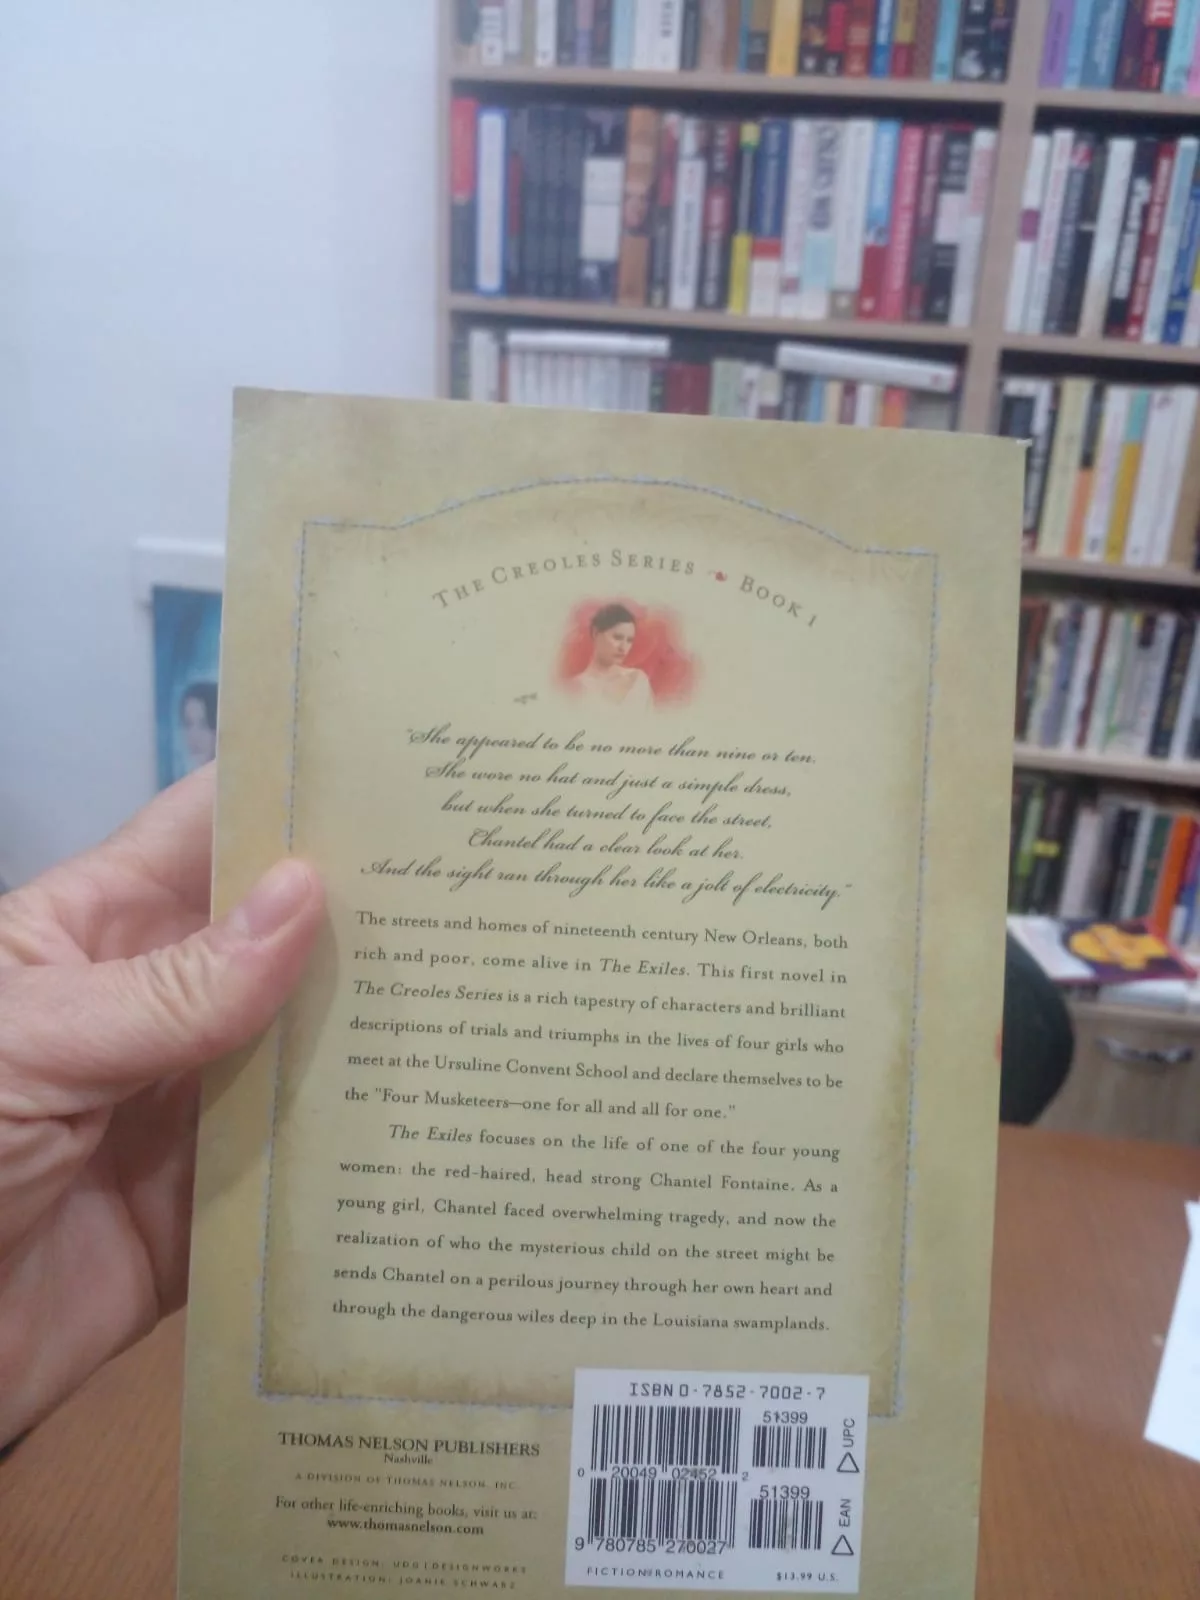 THE CREOLES SERIES BOOK 1
"She appeared to be no more than nine or ten.
She wore no hat and just a simple dress,
but when she turned to face the street,
Chantel had a clear look at her.
And the sight ran through her like a jolt of electricity."
The streets and homes of nineteenth century New Orleans, both
rich and poor, come alive in The Exiles. This first novel in
The Creoles Series is a rich tapestry of characters and brilliant
descriptions of trials and triumphs in the lives of four girls who
meet at the Ursuline Convent School and declare themselves to be
the "Four Musketeers—one for all and all for one."
The Exiles focuses on the life of one of the four young
women: the red-haired, head strong Chantel Fontaine. As a
young girl, Chantel faced overwhelming tragedy, and now the
realization of who the mysterious child on the street might be
sends Chantel on a perilous journey through her own heart and
through the dangerous wiles deep in the Louisiana swamplands.
THOMAS NELSON PUBLISHERS
Nashville
A DIVISION OF THOMAS NELSON, INC.
For other life-enriching books, visit us at:
www.thomasnelson.com
COVER DESIGN: UDG | DESIGNWORKS
ILLUSTRATION: JOANIE SCHWARZ
ISBN 0-7852-7002-7
51399
UPC
0 20049 02452 2
51399
EAN
9 780785 270027
FICTION/ROMANCE
$13.99 U.S.